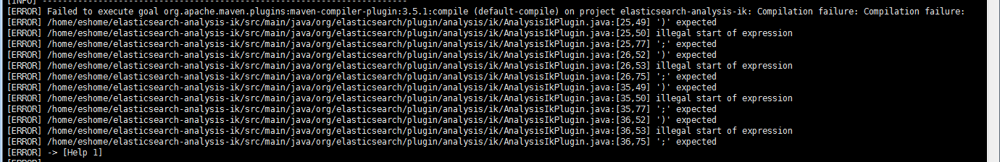 [INFO] ------------------------------------------------------------------------
[ERROR] Failed to execute goal org.apache.maven.plugins:maven-compiler-plugin:3.5.1:compile (default-compile) on project elasticsearch-analysis-ik: Compilation failure: Compilation failure:
[ERROR] /home/eshome/elasticsearch-analysis-ik/src/main/java/org/elasticsearch/plugin/analysis/ik/AnalysisIkPlugin.java:[25,49] ')' expected
[ERROR] /home/eshome/elasticsearch-analysis-ik/src/main/java/org/elasticsearch/plugin/analysis/ik/AnalysisIkPlugin.java:[25,50] illegal start of expression
[ERROR] /home/eshome/elasticsearch-analysis-ik/src/main/java/org/elasticsearch/plugin/analysis/ik/AnalysisIkPlugin.java:[25,77] ';' expected
[ERROR] /home/eshome/elasticsearch-analysis-ik/src/main/java/org/elasticsearch/plugin/analysis/ik/AnalysisIkPlugin.java:[26,52] ')' expected
[ERROR] /home/eshome/elasticsearch-analysis-ik/src/main/java/org/elasticsearch/plugin/analysis/ik/AnalysisIkPlugin.java:[26,53] illegal start of expression
[ERROR] /home/eshome/elasticsearch-analysis-ik/src/main/java/org/elasticsearch/plugin/analysis/ik/AnalysisIkPlugin.java:[26,75] ';' expected
[ERROR] /home/eshome/elasticsearch-analysis-ik/src/main/java/org/elasticsearch/plugin/analysis/ik/AnalysisIkPlugin.java:[35,49] ')' expected
[ERROR] /home/eshome/elasticsearch-analysis-ik/src/main/java/org/elasticsearch/plugin/analysis/ik/AnalysisIkPlugin.java:[35,50] illegal start of expression
[ERROR] /home/eshome/elasticsearch-analysis-ik/src/main/java/org/elasticsearch/plugin/analysis/ik/AnalysisIkPlugin.java:[35,77] ';' expected
[ERROR] /home/eshome/elasticsearch-analysis-ik/src/main/java/org/elasticsearch/plugin/analysis/ik/AnalysisIkPlugin.java:[36,52] ')' expected
[ERROR] /home/eshome/elasticsearch-analysis-ik/src/main/java/org/elasticsearch/plugin/analysis/ik/AnalysisIkPlugin.java:[36,53] illegal start of expression
[ERROR] /home/eshome/elasticsearch-analysis-ik/src/main/java/org/elasticsearch/plugin/analysis/ik/AnalysisIkPlugin.java:[36,75] ';' expected
[ERROR] -> [Help 1]
[ERROR]